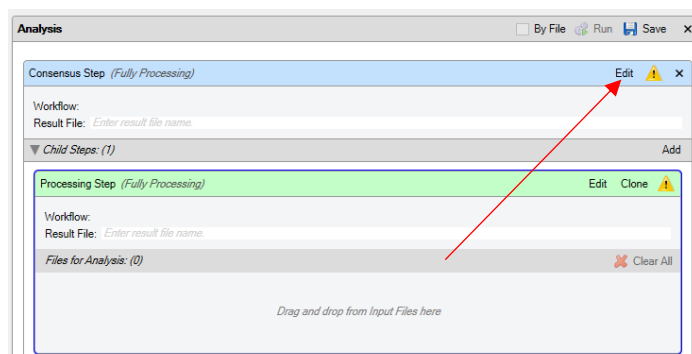 Analysis By File Run Save ×
Consensus Step (Fully Processing) Edit ×
Workflow:
Result File: Enter result file name.
Child Steps: (1) Add
Processing Step (Fully Processing) Edit Clone
Workflow:
Result File: Enter result file name.
Files for Analysis: (0) Clear All
Drag and drop from Input Files here